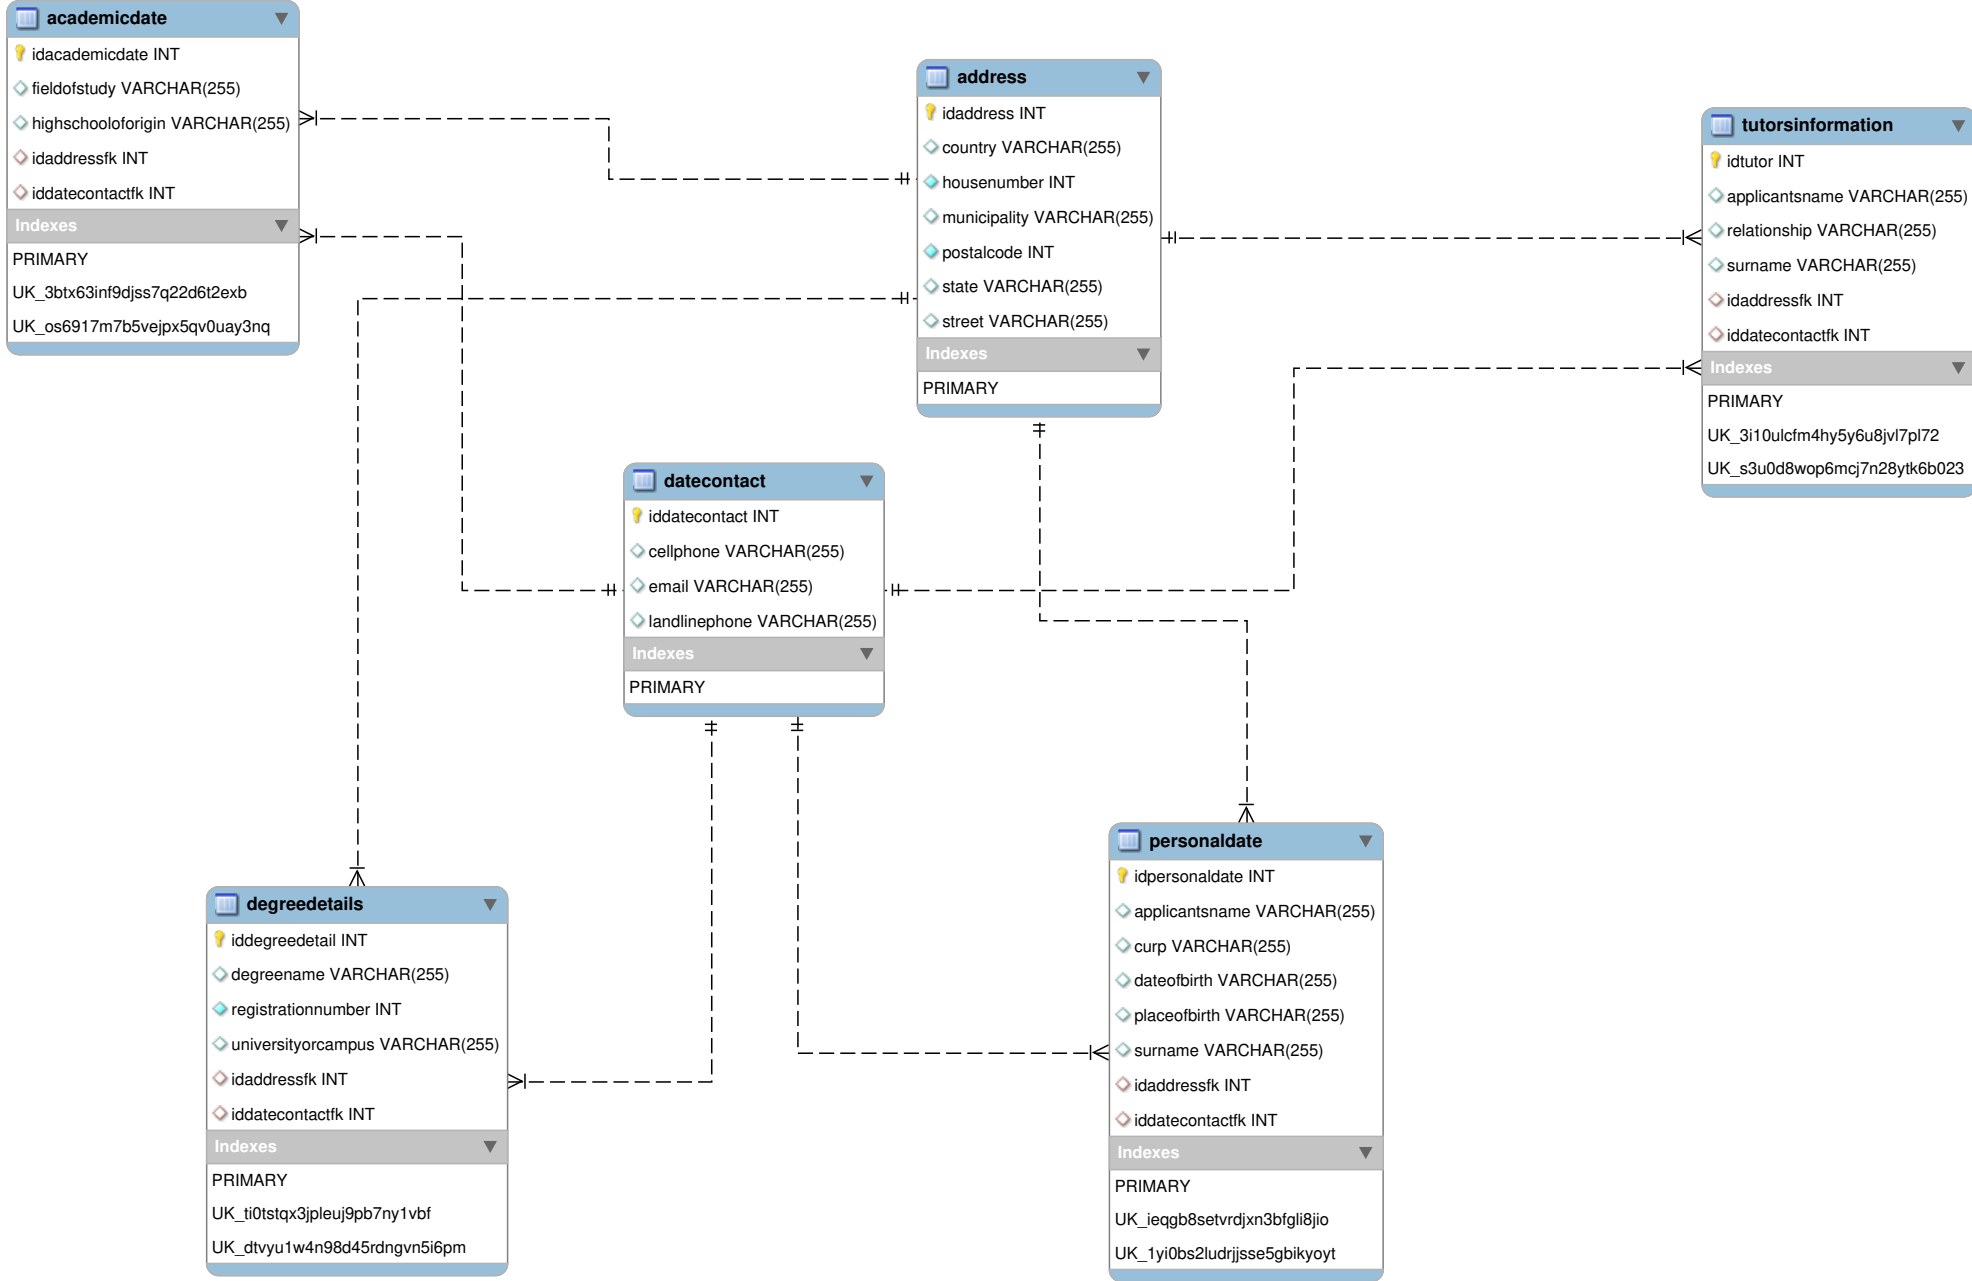 academicdate
idacademicdate INT
fieldofstudy VARCHAR(255)
highschooloforigin VARCHAR(255)
idaddressfk INT
iddatecontactfk INT
Indexes
PRIMARY
UK_3btx63inf9djss7q22d6t2exb
UK_os6917m7b5vejpx5qv0uay3nq
address
idaddress INT
country VARCHAR(255)
housenumber INT
municipality VARCHAR(255)
postalcode INT
state VARCHAR(255)
street VARCHAR(255)
Indexes
PRIMARY
tutorsinformation
idtutor INT
applicantsname VARCHAR(255)
relationship VARCHAR(255)
surname VARCHAR(255)
idaddressfk INT
iddatecontactfk INT
Indexes
PRIMARY
UK_3i10ulcfm4hy5y6u8jvl7pl72
UK_s3u0d8wop6mcj7n28ytk6b023
datecontact
iddatecontact INT
cellphone VARCHAR(255)
email VARCHAR(255)
landlinephone VARCHAR(255)
Indexes
PRIMARY
degreedetails
iddegreedetail INT
degreename VARCHAR(255)
registrationnumber INT
universityorcampus VARCHAR(255)
idaddressfk INT
iddatecontactfk INT
Indexes
PRIMARY
UK_ti0tstqx3jpleuj9pb7ny1vbf
UK_dtvyu1w4n98d45rdngvn5i6pm
personaldate
idpersonaldate INT
applicantsname VARCHAR(255)
curp VARCHAR(255)
dateofbirth VARCHAR(255)
placeofbirth VARCHAR(255)
surname VARCHAR(255)
idaddressfk INT
iddatecontactfk INT
Indexes
PRIMARY
UK_ieqgb8setvrdjxn3bfgli8jio
UK_1yi0bs2ludrjjsse5gbikyoyt